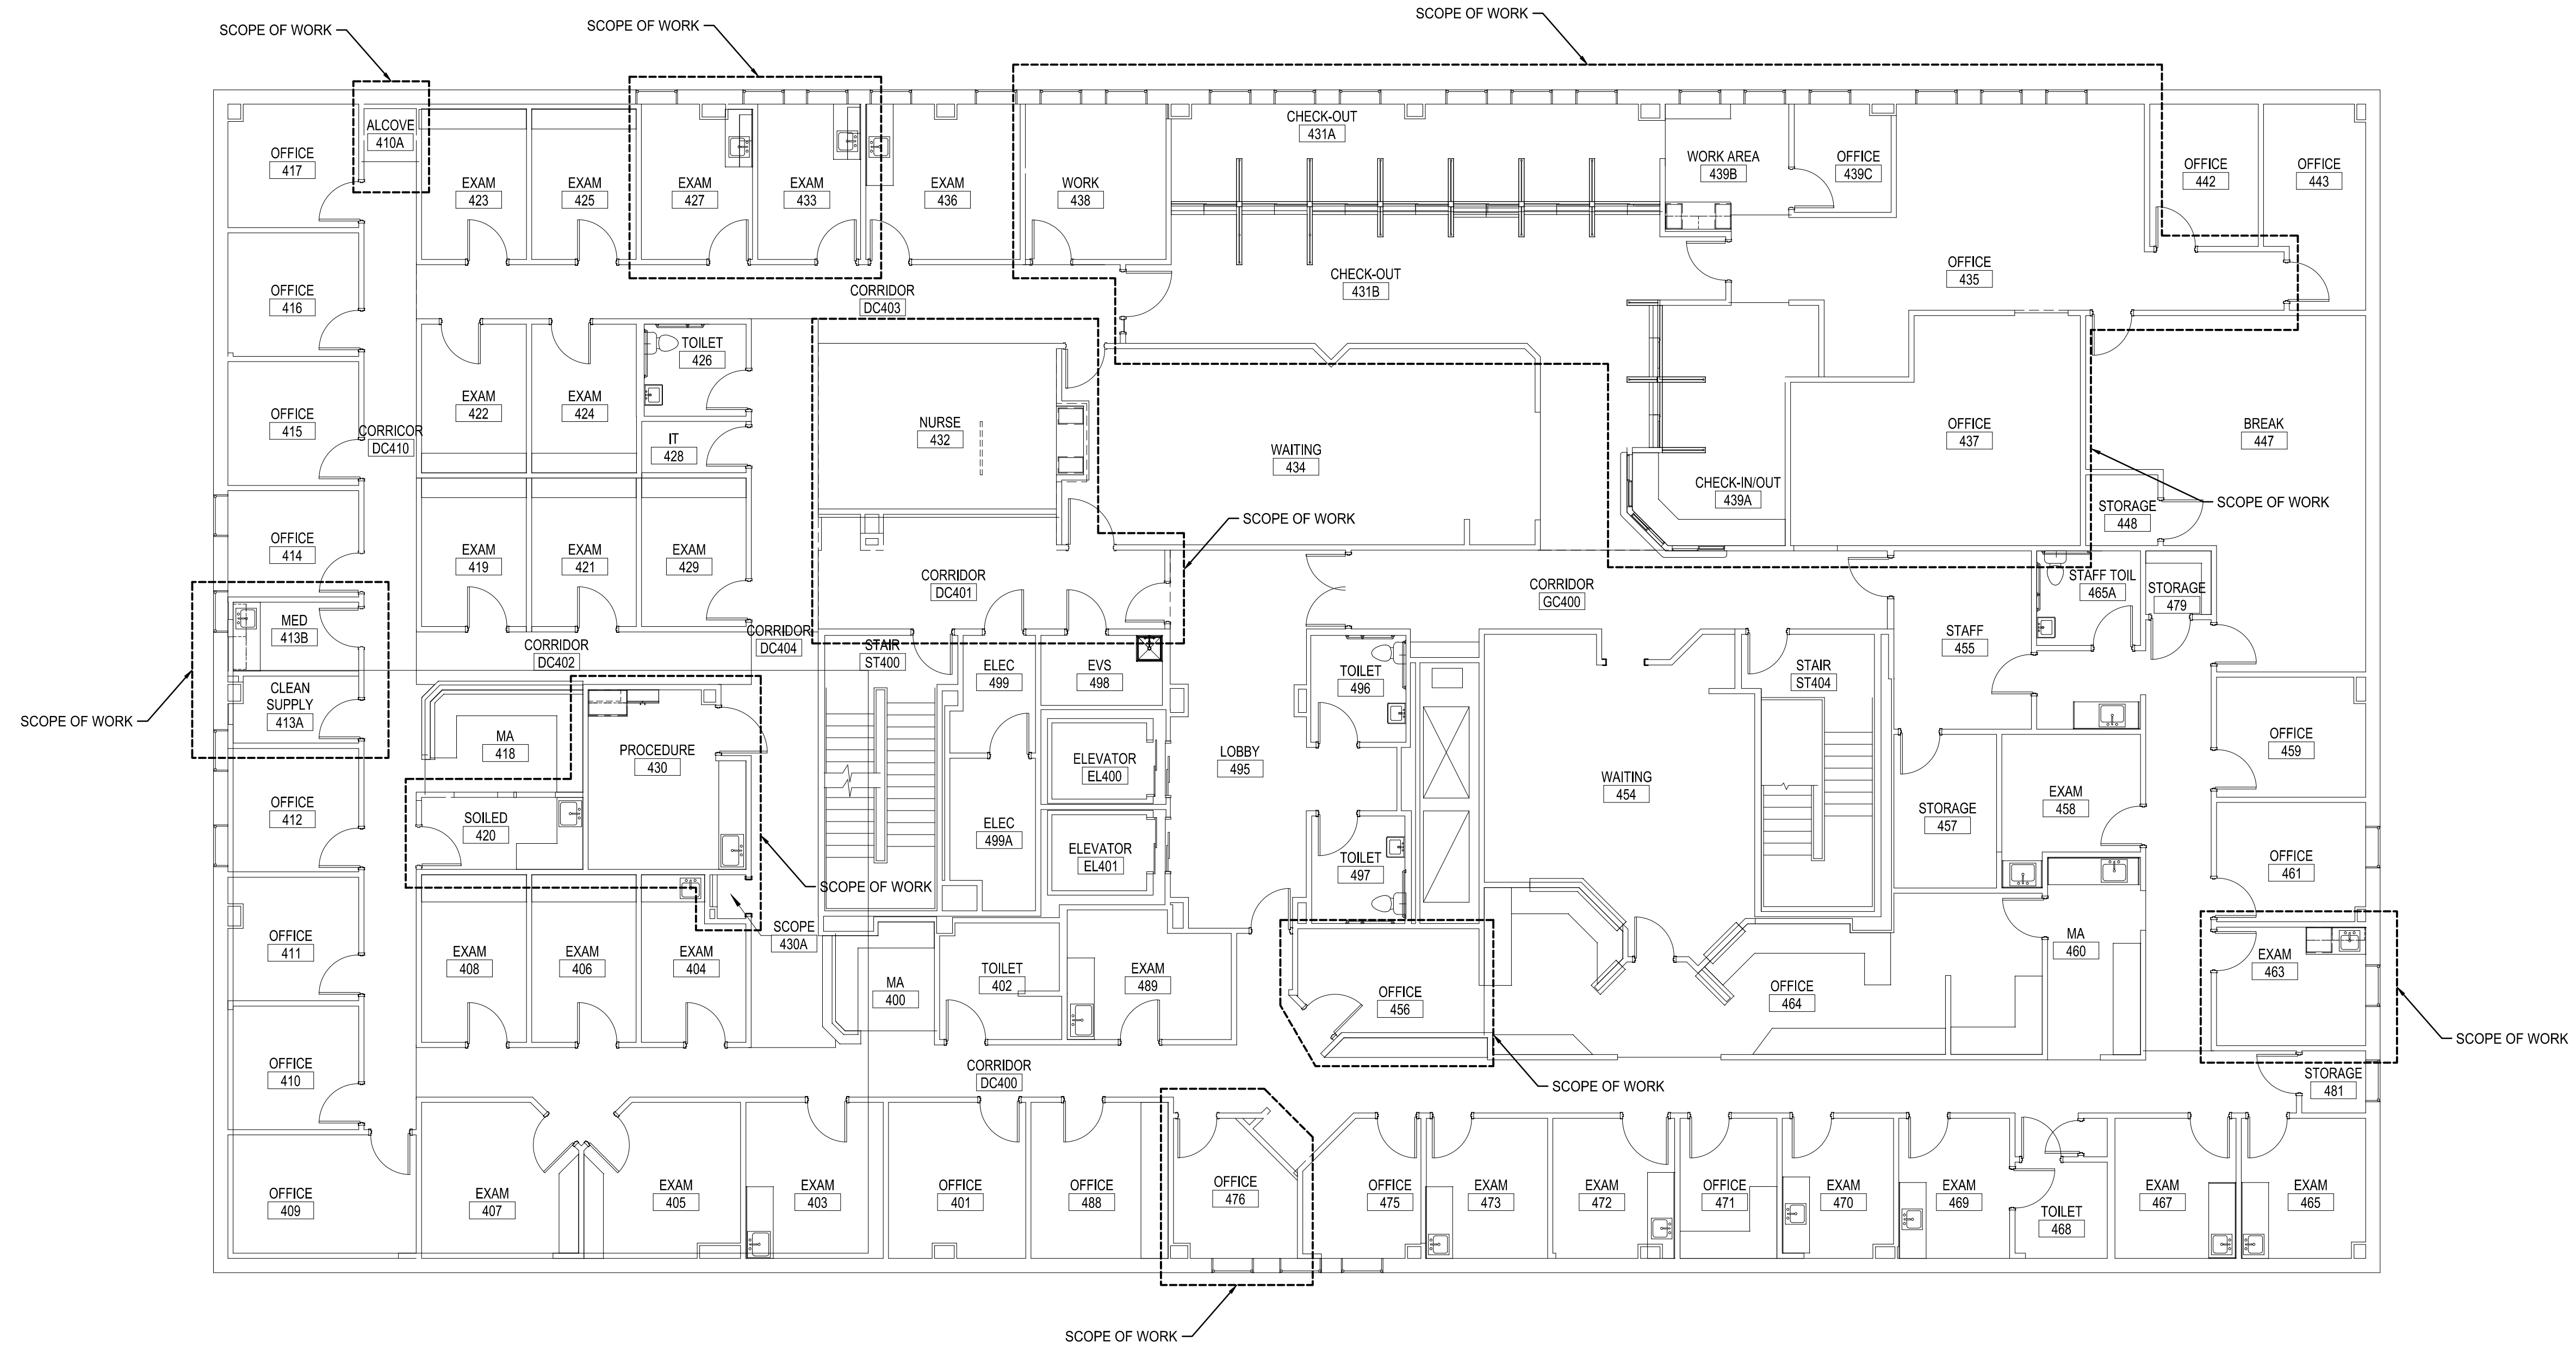 SCOPE OF WORK
SCOPE OF WORK
SCOPE OF WORK
ALCOVE
410A
OFFICE
417
EXAM
423
EXAM
425
EXAM
427
EXAM
433
EXAM
436
WORK
438
CHECK-OUT
431A
WORK AREA
439B
OFFICE
439C
OFFICE
442
OFFICE
443
OFFICE
416
CORRIDOR
DC403
CHECK-OUT
431B
OFFICE
435
TOILET
426
OFFICE
415
CORRICOR
DC410
EXAM
422
EXAM
424
IT
428
NURSE
432
WAITING
434
OFFICE
437
BREAK
447
CHECK-IN/OUT
439A
STORAGE
448
SCOPE OF WORK
SCOPE OF WORK
OFFICE
414
EXAM
419
EXAM
421
EXAM
429
CORRIDOR
DC401
CORRIDOR
GC400
STAFF TOIL
465A
STORAGE
479
MED
413B
CORRIDOR
DC402
CORRIDOR
DC404
STAIR
ST400
ELEC
499
EVS
498
TOILET
496
STAIR
ST404
STAFF
455
CLEAN
SUPPLY
413A
SCOPE OF WORK
MA
418
PROCEDURE
430
ELEVATOR
EL400
LOBBY
495
WAITING
454
OFFICE
459
OFFICE
412
SOILED
420
ELEC
499A
ELEVATOR
EL401
TOILET
497
STORAGE
457
EXAM
458
OFFICE
461
SCOPE OF WORK
OFFICE
411
EXAM
408
EXAM
406
EXAM
404
SCOPE
430A
MA
400
TOILET
402
EXAM
489
OFFICE
456
OFFICE
464
MA
460
EXAM
463
SCOPE OF WORK
OFFICE
410
CORRIDOR
DC400
SCOPE OF WORK
STORAGE
481
OFFICE
409
EXAM
407
EXAM
405
EXAM
403
OFFICE
401
OFFICE
488
OFFICE
476
OFFICE
475
EXAM
473
EXAM
472
OFFICE
471
EXAM
470
EXAM
469
TOILET
468
EXAM
467
EXAM
465
SCOPE OF WORK